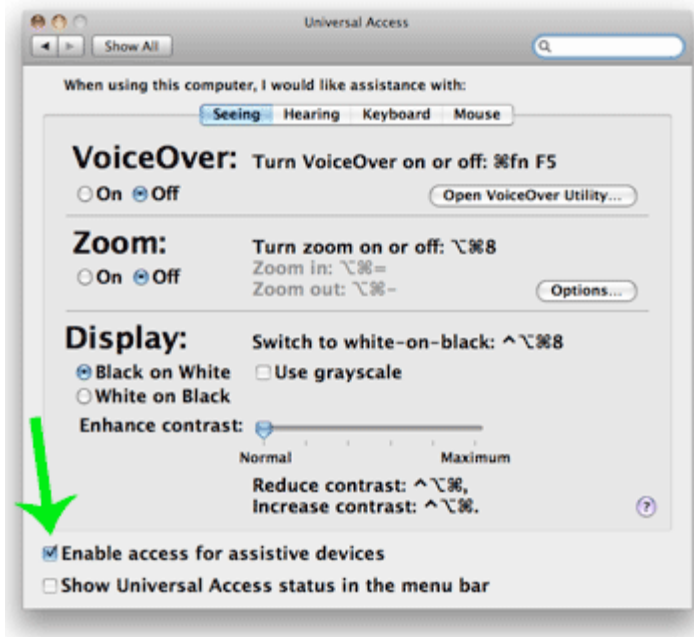 Universal Access
Show All
When using this computer, I would like assistance with:
Seeing Hearing Keyboard Mouse
VoiceOver: Turn VoiceOver on or off: ⌘fn F5
On Off Open VoiceOver Utility...
Zoom: Turn zoom on or off: ⌥⌘8
On Off Zoom in: ⌥⌘=
Zoom out: ⌥⌘- Options...
Display: Switch to white-on-black: ^⌥⌘8
Black on White Use grayscale
White on Black
Enhance contrast:
Normal Maximum
Reduce contrast: ^⌥⌘,
Increase contrast: ^⌥⌘.
?
Enable access for assistive devices
Show Universal Access status in the menu bar